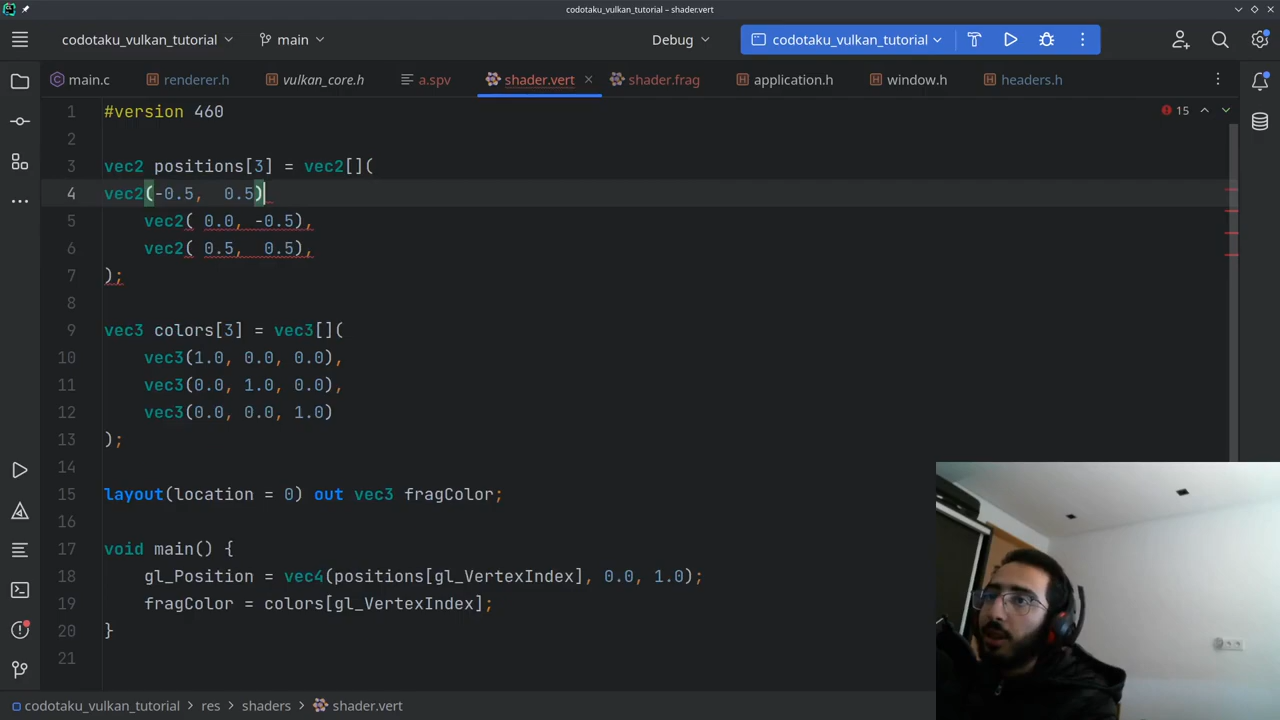 codotaku_vulkan_tutorial – shader.vert
codotaku_vulkan_tutorial
main
Debug
codotaku_vulkan_tutorial
main.c
renderer.h
vulkan_core.h
a.spv
shader.vert
shader.frag
application.h
window.h
headers.h
1 #version 460
15
2
3 vec2 positions[3] = vec2[](
4 vec2(-0.5,  0.5)
5     vec2( 0.0, -0.5),
6     vec2( 0.5,  0.5),
7 );
8
9 vec3 colors[3] = vec3[](
10     vec3(1.0, 0.0, 0.0),
11     vec3(0.0, 1.0, 0.0),
12     vec3(0.0, 0.0, 1.0)
13 );
14
15 layout(location = 0) out vec3 fragColor;
16
17 void main() {
18     gl_Position = vec4(positions[gl_VertexIndex], 0.0, 1.0);
19     fragColor = colors[gl_VertexIndex];
20 }
21
codotaku_vulkan_tutorial > res > shaders > shader.vert